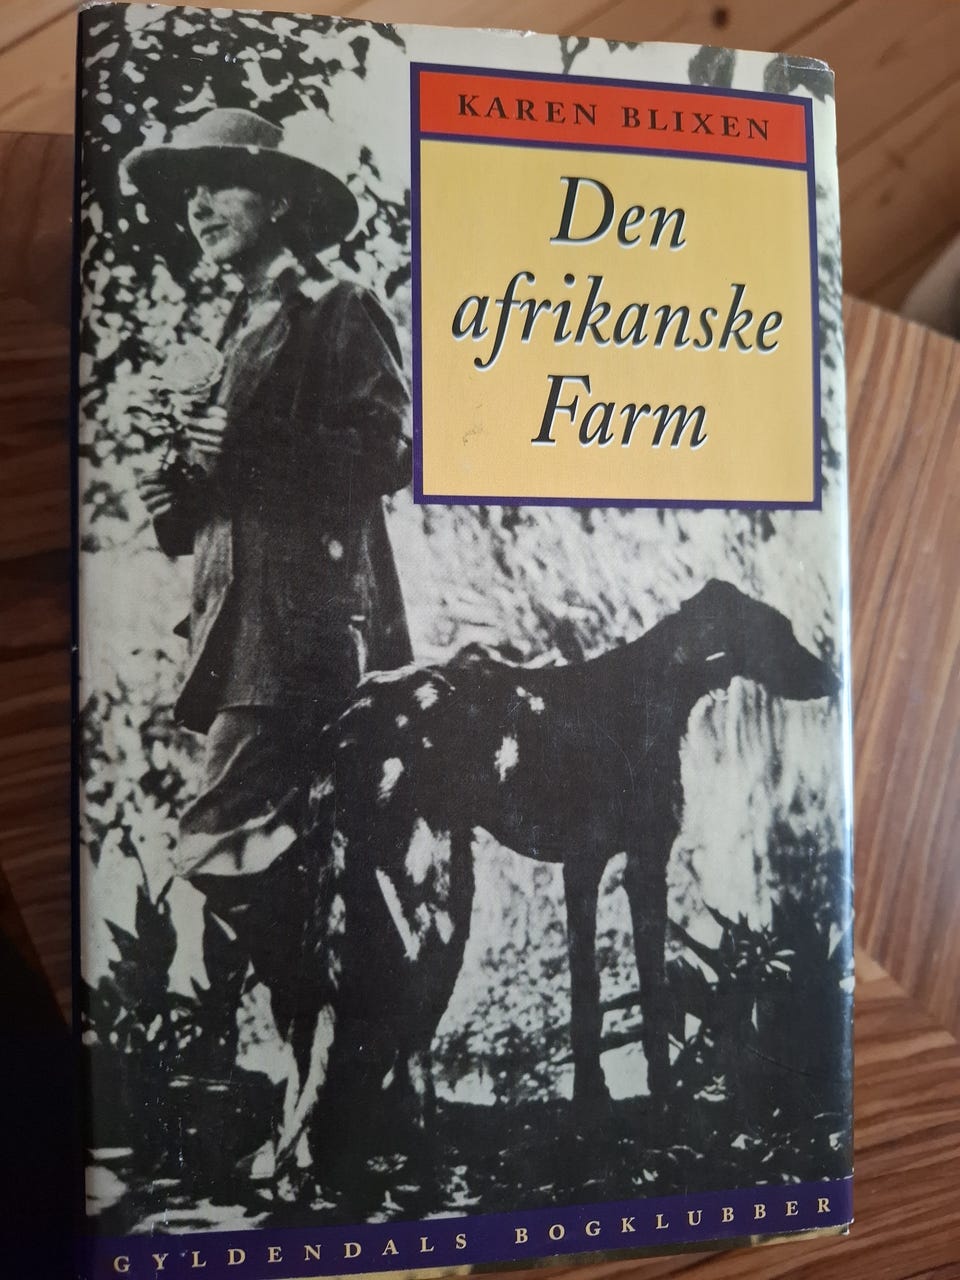 KAREN BLIXEN
Den
afrikanske
Farm
GYLDENDALS BOGKLUBBER